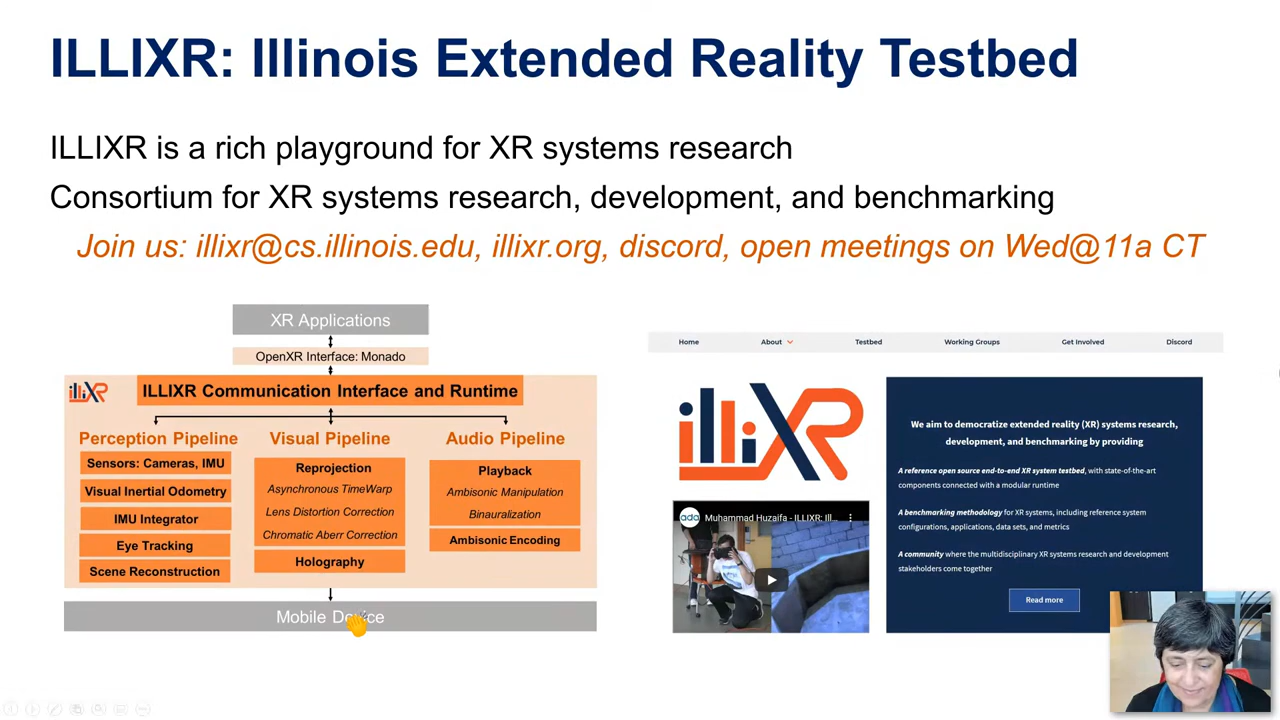 ILLIXR: Illinois Extended Reality Testbed
ILLIXR is a rich playground for XR systems research
Consortium for XR systems research, development, and benchmarking
Join us: illixr@cs.illinois.edu, illixr.org, discord, open meetings on Wed@11a CT
XR Applications
OpenXR Interface: Monado
illiXR
ILLIXR Communication Interface and Runtime
Perception Pipeline
Sensors: Cameras, IMU
Visual Inertial Odometry
IMU Integrator
Eye Tracking
Scene Reconstruction
Visual Pipeline
Reprojection
Asynchronous TimeWarp
Lens Distortion Correction
Chromatic Aberr Correction
Holography
Audio Pipeline
Playback
Ambisonic Manipulation
Binauralization
Ambisonic Encoding
Mobile Device
Home About Testbed Working Groups Get Involved Discord
illiXR
ada Muhammad Huzaifa - ILLIXR: Ill...
We aim to democratize extended reality (XR) systems research,
development, and benchmarking by providing
A reference open source end-to-end XR system testbed, with state-of-the-art
components connected with a modular runtime
A benchmarking methodology for XR systems, including reference system
configurations, applications, data sets, and metrics
A community where the multidisciplinary XR systems research and development
stakeholders come together
Read more